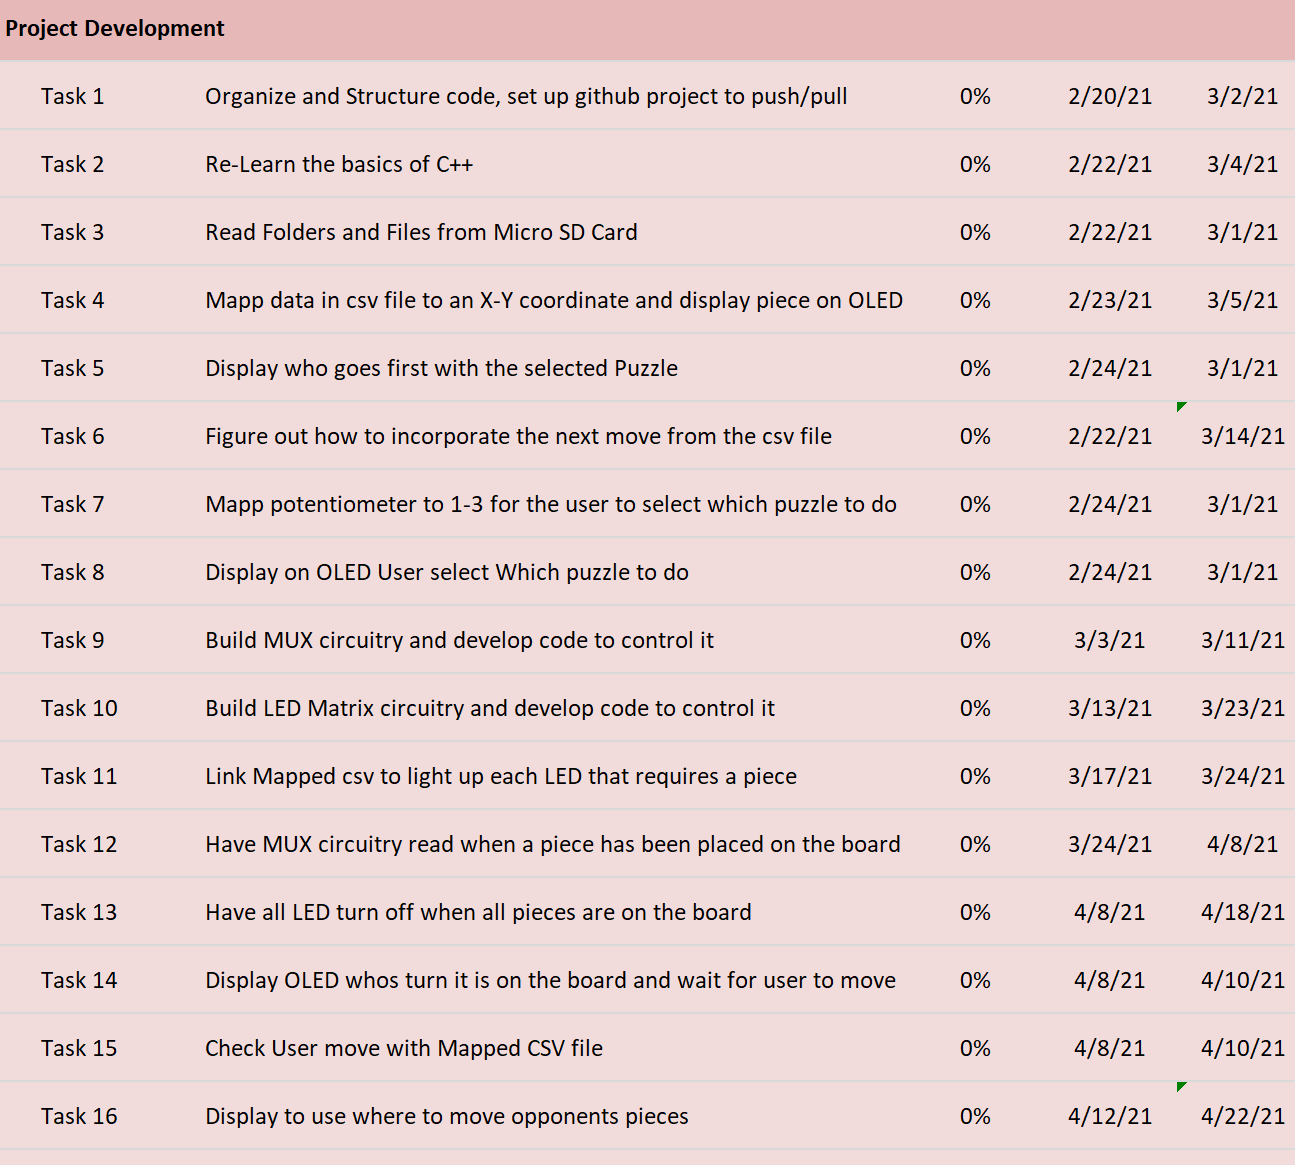 Project Development
Task 1 Organize and Structure code, set up github project to push/pull 0% 2/20/21 3/2/21
Task 2 Re-Learn the basics of C++ 0% 2/22/21 3/4/21
Task 3 Read Folders and Files from Micro SD Card 0% 2/22/21 3/1/21
Task 4 Mapp data in csv file to an X-Y coordinate and display piece on OLED 0% 2/23/21 3/5/21
Task 5 Display who goes first with the selected Puzzle 0% 2/24/21 3/1/21
Task 6 Figure out how to incorporate the next move from the csv file 0% 2/22/21 3/14/21
Task 7 Mapp potentiometer to 1-3 for the user to select which puzzle to do 0% 2/24/21 3/1/21
Task 8 Display on OLED User select Which puzzle to do 0% 2/24/21 3/1/21
Task 9 Build MUX circuitry and develop code to control it 0% 3/3/21 3/11/21
Task 10 Build LED Matrix circuitry and develop code to control it 0% 3/13/21 3/23/21
Task 11 Link Mapped csv to light up each LED that requires a piece 0% 3/17/21 3/24/21
Task 12 Have MUX circuitry read when a piece has been placed on the board 0% 3/24/21 4/8/21
Task 13 Have all LED turn off when all pieces are on the board 0% 4/8/21 4/18/21
Task 14 Display OLED whos turn it is on the board and wait for user to move 0% 4/8/21 4/10/21
Task 15 Check User move with Mapped CSV file 0% 4/8/21 4/10/21
Task 16 Display to use where to move opponents pieces 0% 4/12/21 4/22/21